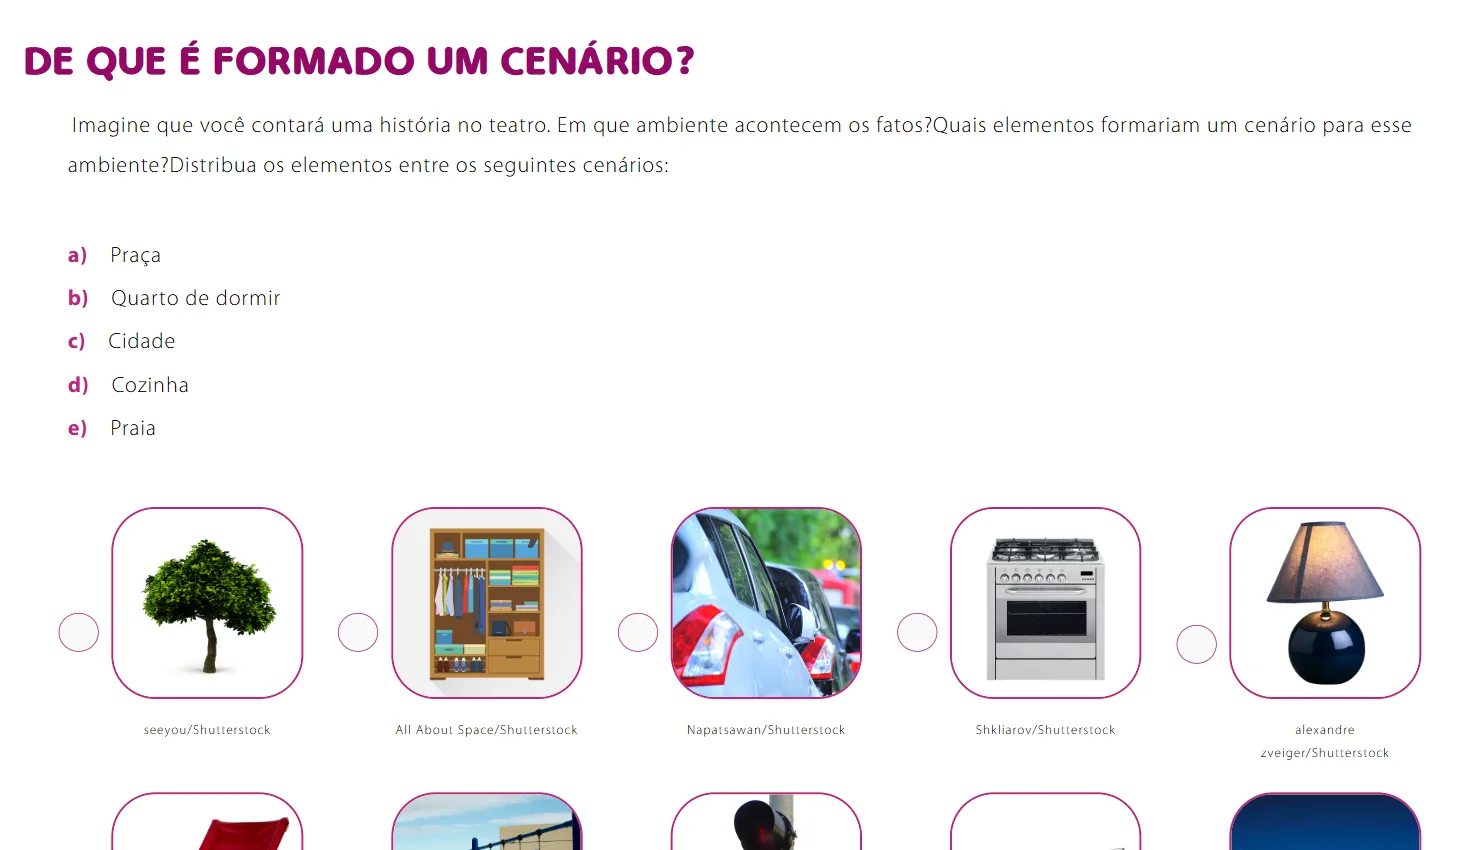 DE QUE É FORMADO UM CENÁRIO?
Imagine que você contará uma história no teatro. Em que ambiente acontecem os fatos?Quais elementos formariam um cenário para esse
ambiente?Distribua os elementos entre os seguintes cenários:
a) Praça
b) Quarto de dormir
c) Cidade
d) Cozinha
e) Praia
seeyou/Shutterstock
All About Space/Shutterstock
Napatsawan/Shutterstock
Shkliarov/Shutterstock
alexandre
zveiger/Shutterstock